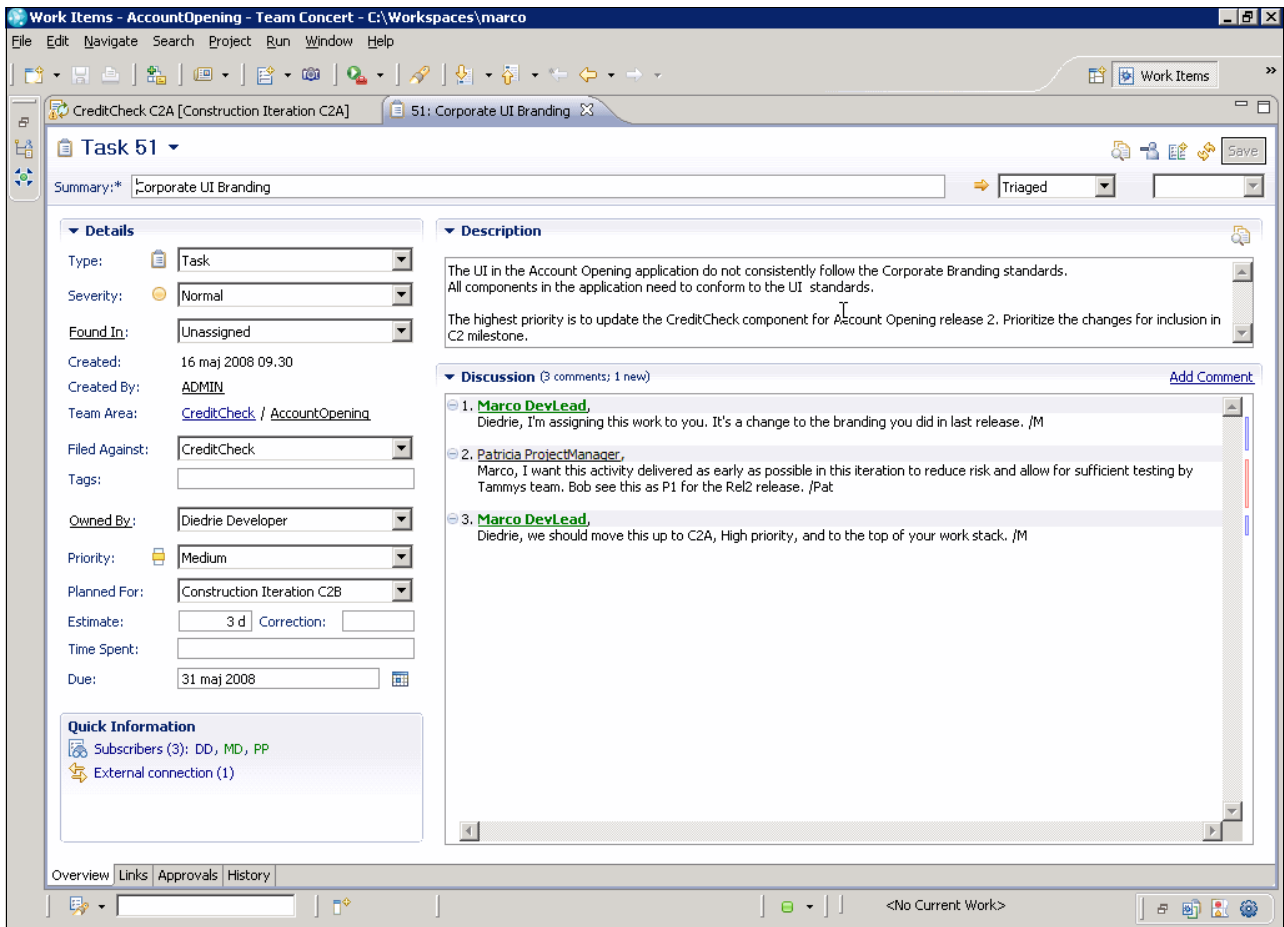 Work Items - AccountOpening - Team Concert - C:\Workspaces\marco
File Edit Navigate Search Project Run Window Help
Work Items
CreditCheck C2A [Construction Iteration C2A]
51: Corporate UI Branding
Task 51
Save
Summary:* Corporate UI Branding
Triaged
Details
Type: Task
Severity: Normal
Found In: Unassigned
Created: 16 maj 2008 09.30
Created By: ADMIN
Team Area: CreditCheck / AccountOpening
Filed Against: CreditCheck
Tags:
Owned By: Diedrie Developer
Priority: Medium
Planned For: Construction Iteration C2B
Estimate: 3 d Correction:
Time Spent:
Due: 31 maj 2008
Quick Information
Subscribers (3): DD, MD, PP
External connection (1)
Description
The UI in the Account Opening application do not consistently follow the Corporate Branding standards.
All components in the application need to conform to the UI standards.
The highest priority is to update the CreditCheck component for Account Opening release 2. Prioritize the changes for inclusion in
C2 milestone.
Discussion (3 comments; 1 new)
Add Comment
1. Marco DevLead,
Diedrie, I'm assigning this work to you. It's a change to the branding you did in last release. /M
2. Patricia ProjectManager,
Marco, I want this activity delivered as early as possible in this iteration to reduce risk and allow for sufficient testing by
Tammys team. Bob see this as P1 for the Rel2 release. /Pat
3. Marco DevLead,
Diedrie, we should move this up to C2A, High priority, and to the top of your work stack. /M
Overview Links Approvals History
<No Current Work>